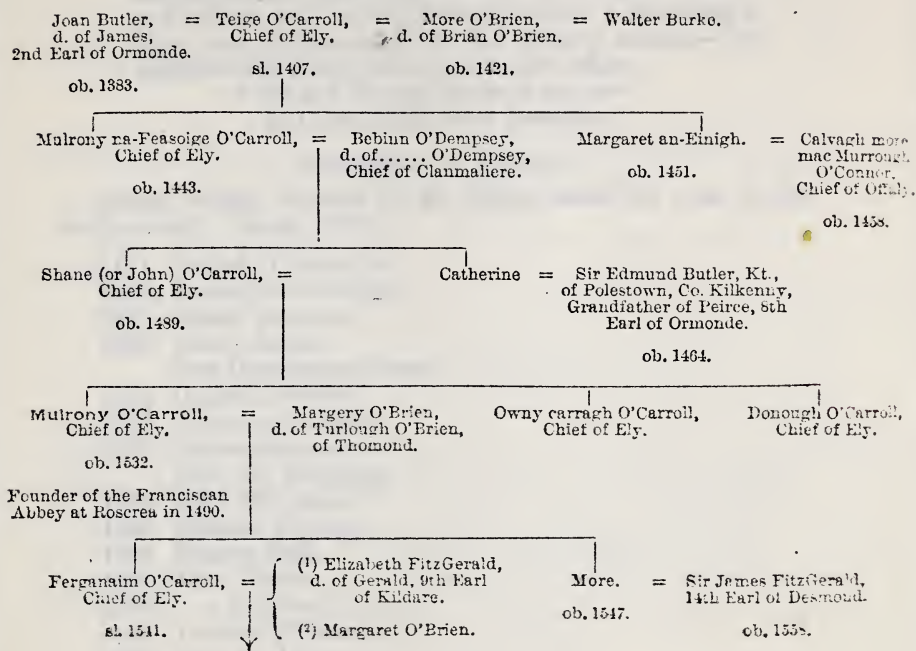 Joan Butler, = Teige O'Carroll, = More O'Brien, = Walter Burke.
d. of James, Chief of Ely. d. of Brian O'Brien.
2nd Earl of Ormonde.
sl. 1407. ob. 1421.
ob. 1383.
Mulrony na-Feasoige O'Carroll, = Bebinn O'Dempsey, Margaret an-Einigh. = Calvagh more
Chief of Ely. d. of...... O'Dempsey, mac Murrough
Chief of Clanmaliere. ob. 1451. O'Connor,
ob. 1443. Chief of Offaly.
ob. 1458.
Shane (or John) O'Carroll, = Catherine = Sir Edmund Butler, Kt.,
Chief of Ely. of Polestown, Co. Kilkenny,
Grandfather of Peirce, 8th
ob. 1489. Earl of Ormonde.
ob. 1464.
Mulrony O'Carroll, = Margery O'Brien, Owny carragh O'Carroll, Donough O'Carroll,
Chief of Ely. d. of Turlough O'Brien, Chief of Ely. Chief of Ely.
of Thomond.
ob. 1532.
Founder of the Franciscan
Abbey at Roscrea in 1490.
Ferganaim O'Carroll, = (1) Elizabeth FitzGerald, More. = Sir James FitzGerald,
Chief of Ely. d. of Gerald, 9th Earl 14th Earl of Desmond.
of Kildare. ob. 1547.
sl. 1541. (2) Margaret O'Brien. ob. 1558.